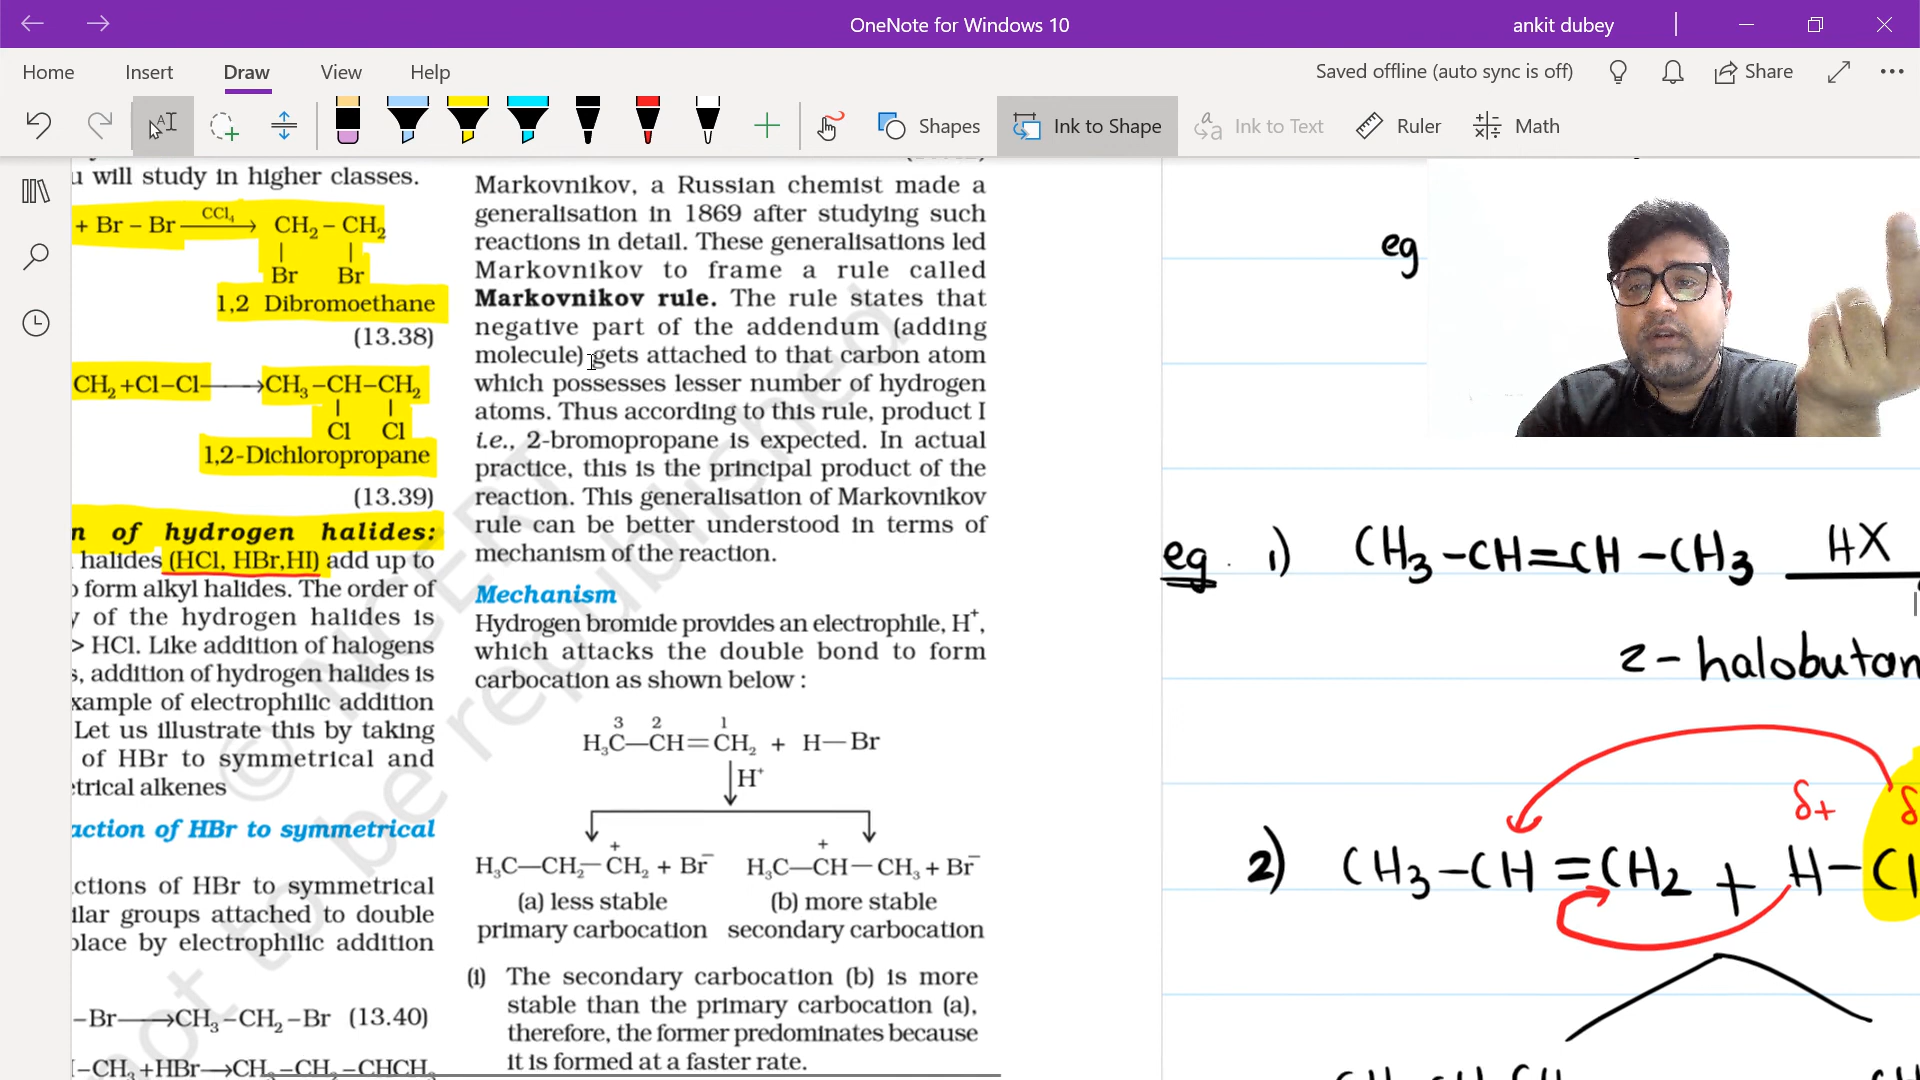 OneNote for Windows 10
ankit dubey
Home Insert Draw View Help
Saved offline (auto sync is off) Share
Shapes Ink to Shape Ink to Text Ruler Math
u will study in higher classes.
+ Br – Br CCl₄ ⟶ CH₂ – CH₂
| |
Br Br
1,2 Dibromoethane
(13.38)
CH₂ +Cl–Cl ⟶ CH₃ –CH–CH₂
| |
Cl Cl
1,2-Dichloropropane
(13.39)
n of hydrogen halides:
halides (HCl, HBr,HI) add up to
form alkyl halides. The order of
of the hydrogen halides is
> HCl. Like addition of halogens
s, addition of hydrogen halides is
xample of electrophilic addition
Let us illustrate this by taking
of HBr to symmetrical and
trical alkenes
action of HBr to symmetrical
ctions of HBr to symmetrical
ilar groups attached to double
place by electrophilic addition
–Br ⟶ CH₃ –CH₂ –Br (13.40)
–CH₃ +HBr ⟶ CH₃ –CH₂ –CHCH₃
Markovnikov, a Russian chemist made a
generalisation in 1869 after studying such
reactions in detail. These generalisations led
Markovnikov to frame a rule called
Markovnikov rule. The rule states that
negative part of the addendum (adding
molecule) gets attached to that carbon atom
which possesses lesser number of hydrogen
atoms. Thus according to this rule, product I
i.e., 2-bromopropane is expected. In actual
practice, this is the principal product of the
reaction. This generalisation of Markovnikov
rule can be better understood in terms of
mechanism of the reaction.
Mechanism
Hydrogen bromide provides an electrophile, H⁺,
which attacks the double bond to form
carbocation as shown below :
3 2 1
H₃C—CH=CH₂ + H—Br
H⁺
+ +
H₃C—CH₂—CH₂ + Br⁻ H₃C—CH—CH₃ + Br⁻
(a) less stable (b) more stable
primary carbocation secondary carbocation
(i) The secondary carbocation (b) is more
stable than the primary carbocation (a),
therefore, the former predominates because
it is formed at a faster rate.
© NCERT
not to be republished
eg
eg. 1) CH₃-CH=CH-CH₃ HX
2-halobutan
δ+ δ
2) CH₃-CH=CH₂ + H-Cl